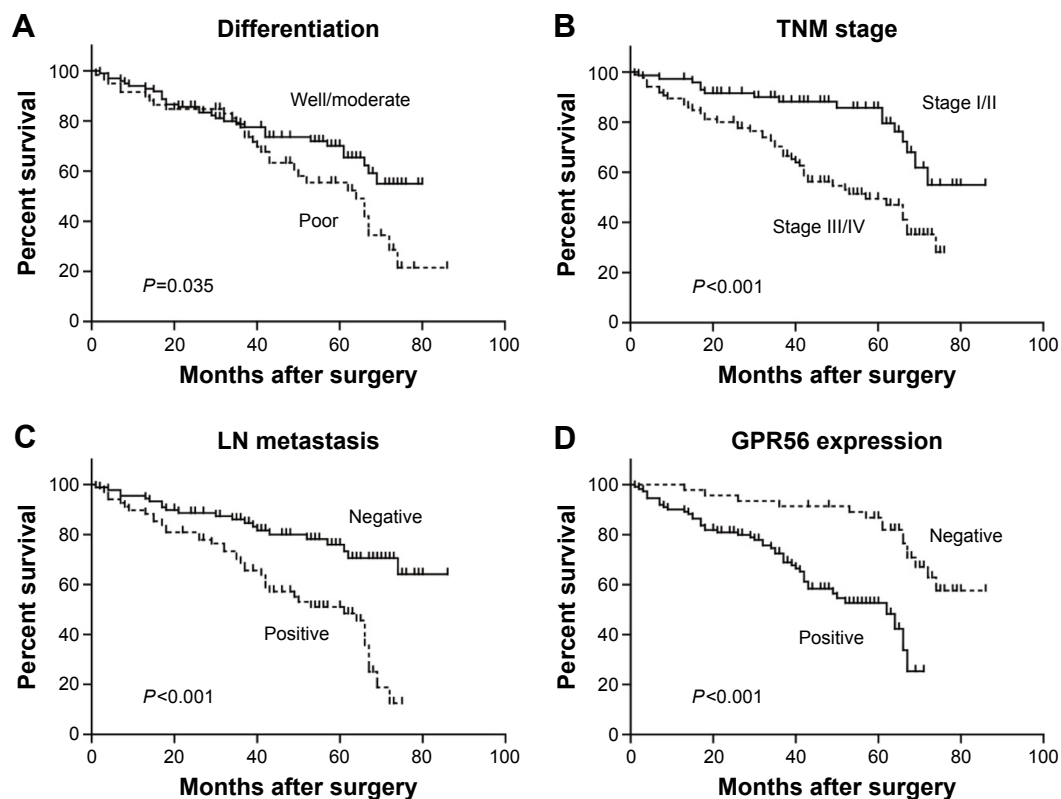 A
Differentiation
Percent survival
100
80
60
40
20
0
Well/moderate
Poor
P=0.035
0 20 40 60 80 100
Months after surgery
B
TNM stage
Percent survival
100
80
60
40
20
0
Stage I/II
Stage III/IV
P<0.001
0 20 40 60 80 100
Months after surgery
C
LN metastasis
Percent survival
100
80
60
40
20
0
Negative
Positive
P<0.001
0 20 40 60 80 100
Months after surgery
D
GPR56 expression
Percent survival
100
80
60
40
20
0
Negative
Positive
P<0.001
0 20 40 60 80 100
Months after surgery